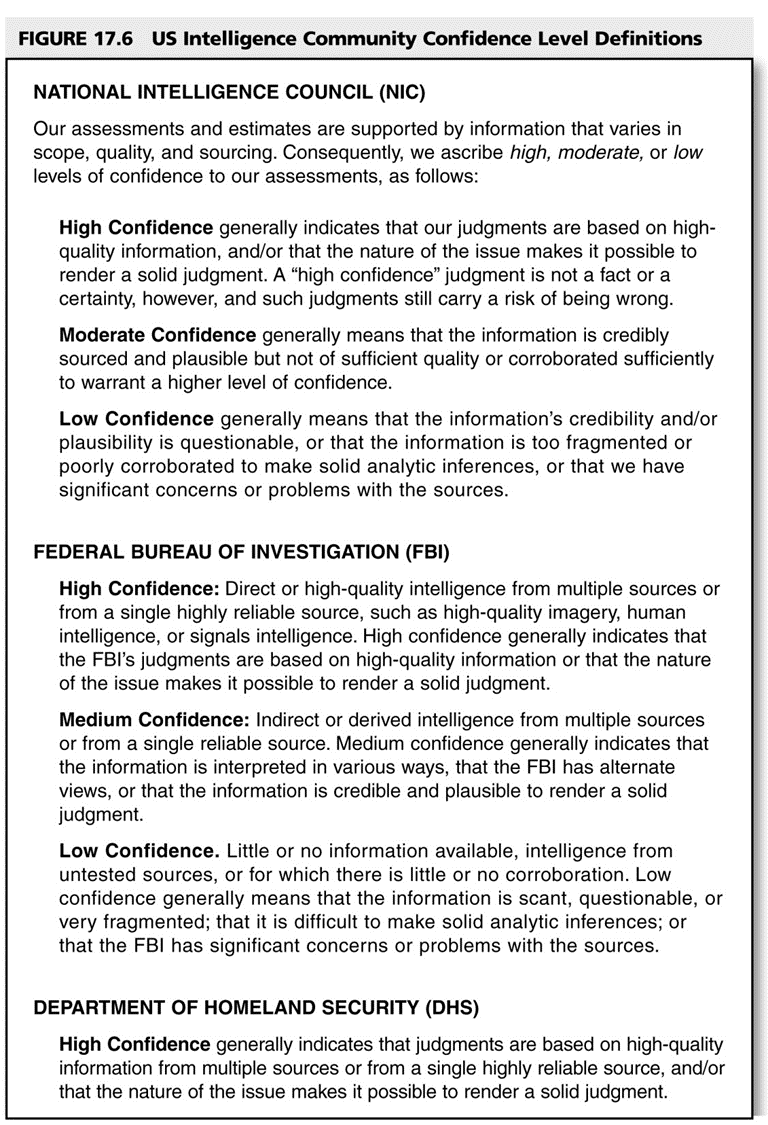 FIGURE 17.6 US Intelligence Community Confidence Level Definitions
NATIONAL INTELLIGENCE COUNCIL (NIC)
Our assessments and estimates are supported by information that varies in
scope, quality, and sourcing. Consequently, we ascribe high, moderate, or low
levels of confidence to our assessments, as follows:
High Confidence generally indicates that our judgments are based on high-
quality information, and/or that the nature of the issue makes it possible to
render a solid judgment. A “high confidence” judgment is not a fact or a
certainty, however, and such judgments still carry a risk of being wrong.
Moderate Confidence generally means that the information is credibly
sourced and plausible but not of sufficient quality or corroborated sufficiently
to warrant a higher level of confidence.
Low Confidence generally means that the information’s credibility and/or
plausibility is questionable, or that the information is too fragmented or
poorly corroborated to make solid analytic inferences, or that we have
significant concerns or problems with the sources.
FEDERAL BUREAU OF INVESTIGATION (FBI)
High Confidence: Direct or high-quality intelligence from multiple sources or
from a single highly reliable source, such as high-quality imagery, human
intelligence, or signals intelligence. High confidence generally indicates that
the FBI’s judgments are based on high-quality information or that the nature
of the issue makes it possible to render a solid judgment.
Medium Confidence: Indirect or derived intelligence from multiple sources
or from a single reliable source. Medium confidence generally indicates that
the information is interpreted in various ways, that the FBI has alternate
views, or that the information is credible and plausible to render a solid
judgment.
Low Confidence. Little or no information available, intelligence from
untested sources, or for which there is little or no corroboration. Low
confidence generally means that the information is scant, questionable, or
very fragmented; that it is difficult to make solid analytic inferences; or
that the FBI has significant concerns or problems with the sources.
DEPARTMENT OF HOMELAND SECURITY (DHS)
High Confidence generally indicates that judgments are based on high-quality
information from multiple sources or from a single highly reliable source, and/or
that the nature of the issue makes it possible to render a solid judgment.